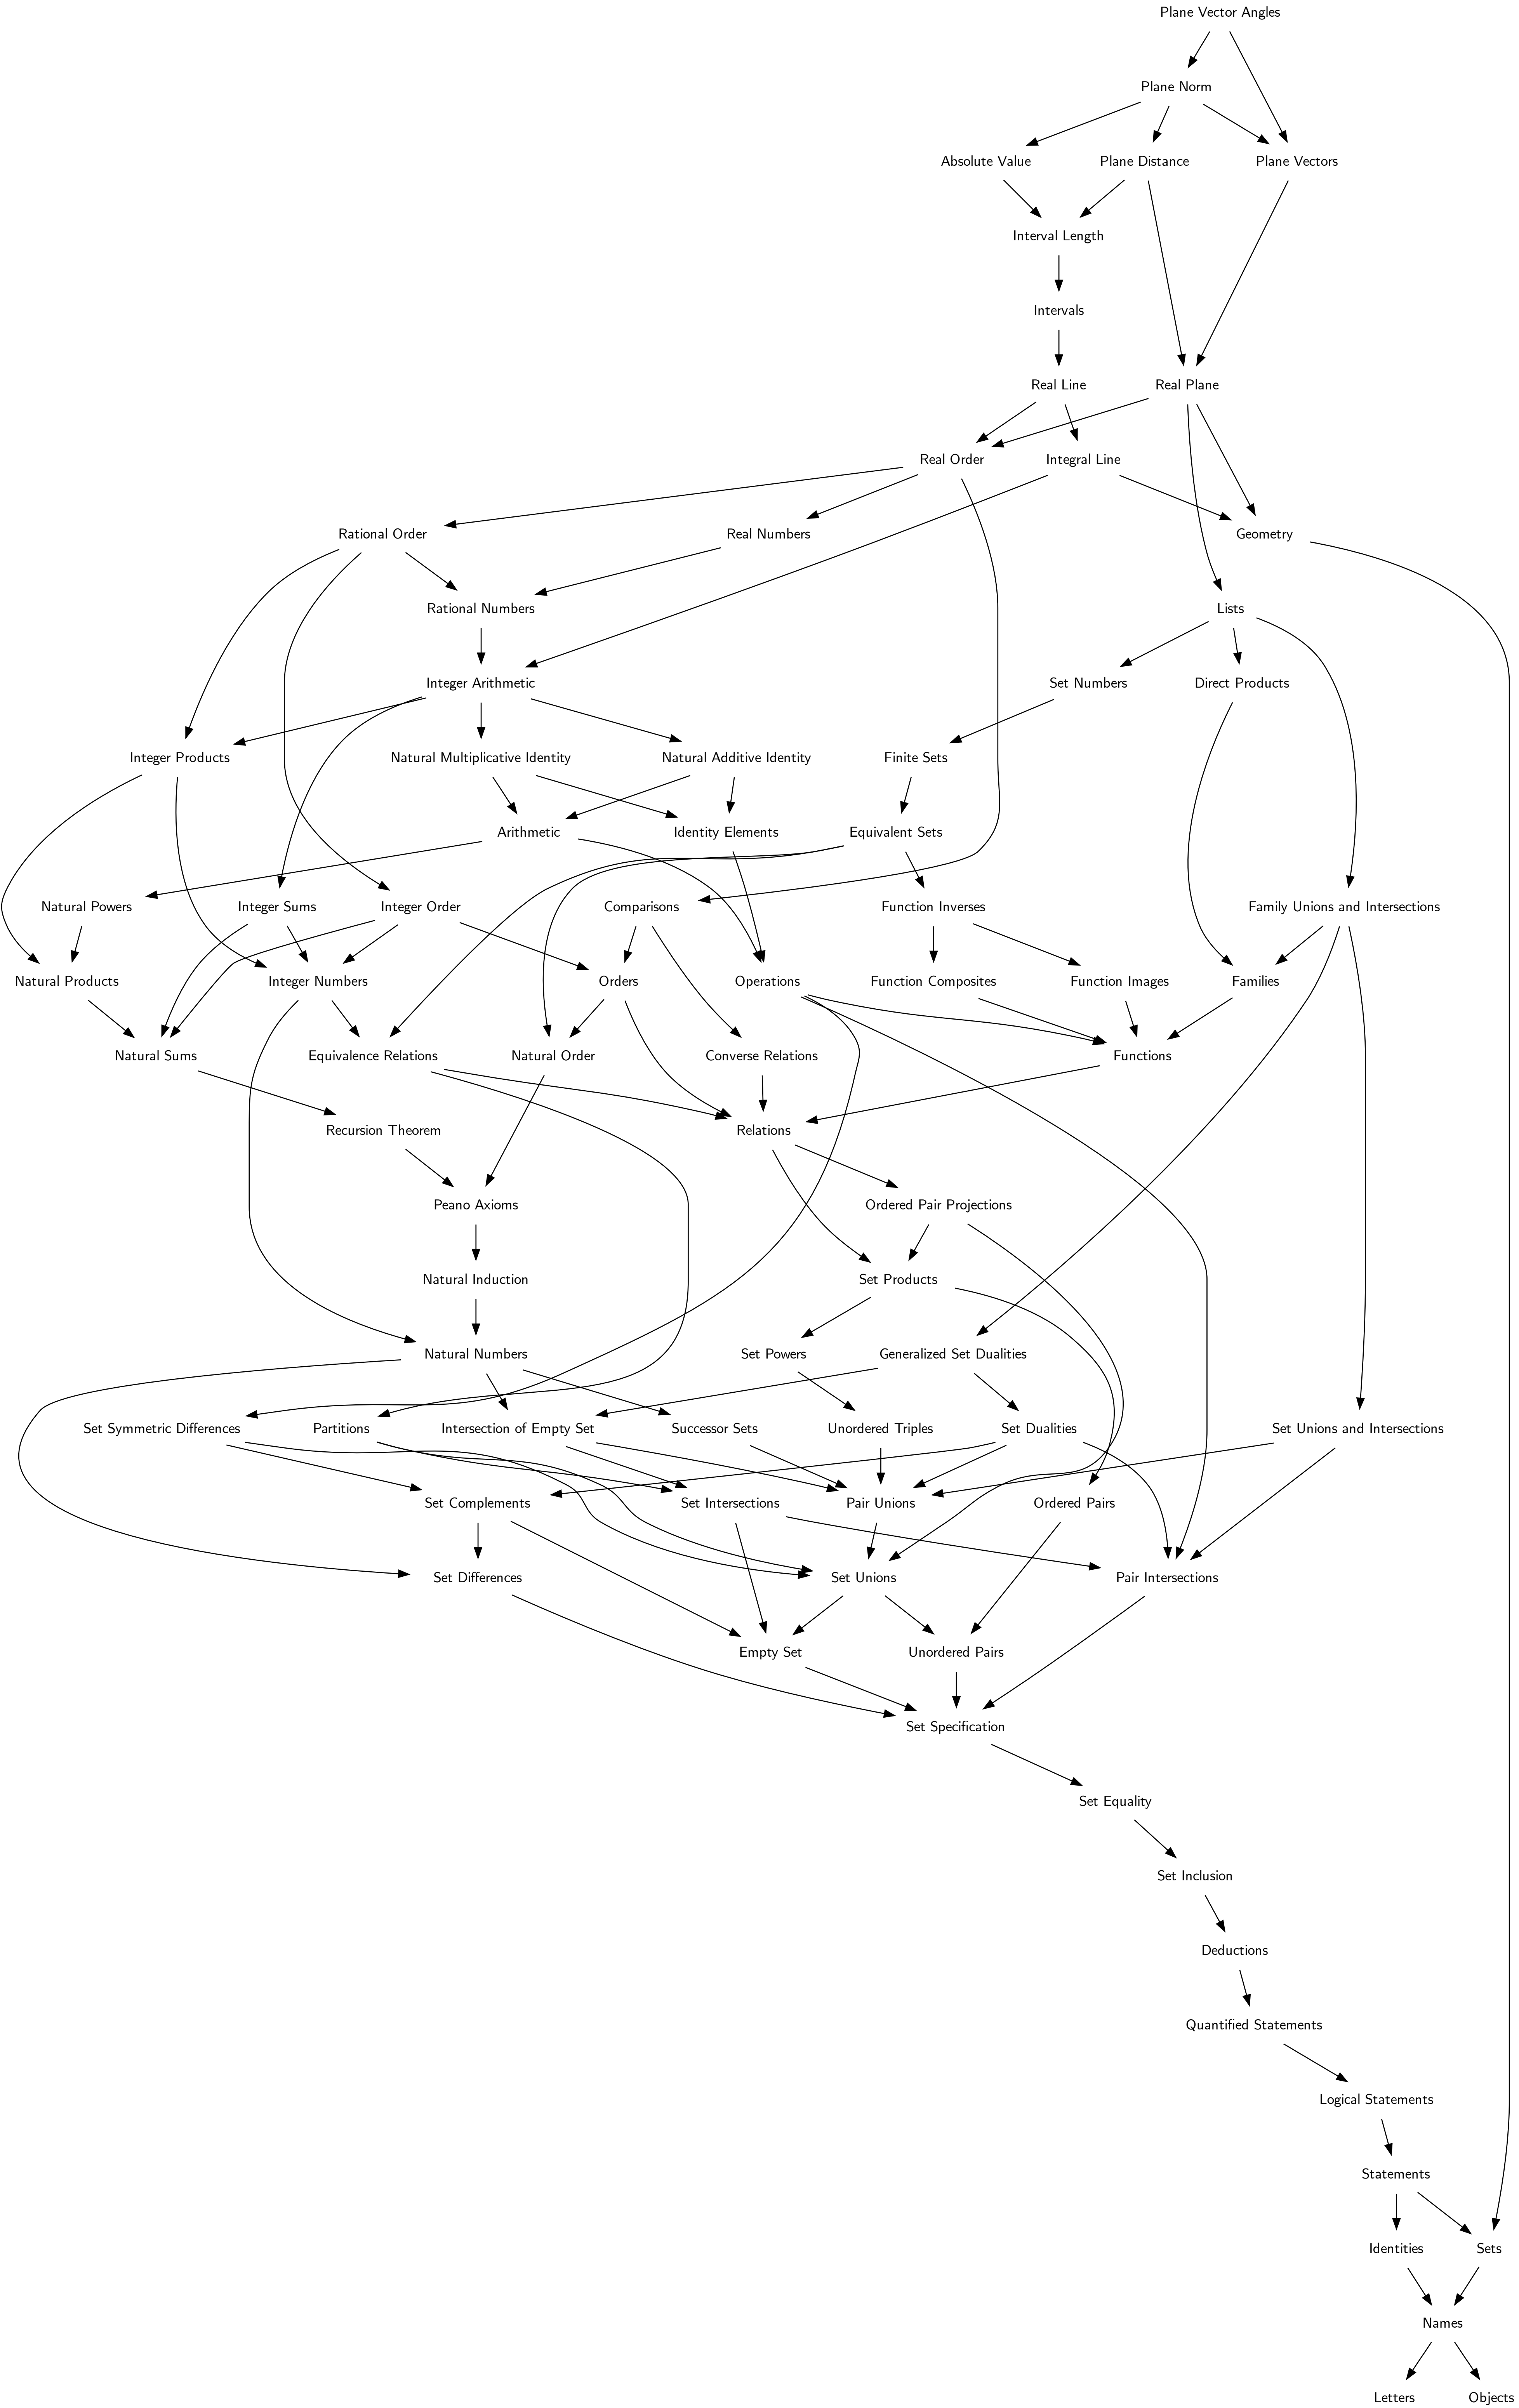 Plane Vector Angles
Plane Norm
Absolute Value
Plane Distance
Plane Vectors
Interval Length
Intervals
Real Line
Real Plane
Real Order
Integral Line
Rational Order
Real Numbers
Geometry
Rational Numbers
Lists
Integer Arithmetic
Set Numbers
Direct Products
Integer Products
Natural Multiplicative Identity
Natural Additive Identity
Finite Sets
Arithmetic
Identity Elements
Equivalent Sets
Natural Powers
Integer Sums
Integer Order
Comparisons
Function Inverses
Family Unions and Intersections
Natural Products
Integer Numbers
Orders
Operations
Function Composites
Function Images
Families
Natural Sums
Equivalence Relations
Natural Order
Converse Relations
Functions
Recursion Theorem
Relations
Peano Axioms
Ordered Pair Projections
Natural Induction
Set Products
Natural Numbers
Set Powers
Generalized Set Dualities
Set Symmetric Differences
Partitions
Intersection of Empty Set
Successor Sets
Unordered Triples
Set Dualities
Set Unions and Intersections
Set Complements
Set Intersections
Pair Unions
Ordered Pairs
Set Differences
Set Unions
Pair Intersections
Empty Set
Unordered Pairs
Set Specification
Set Equality
Set Inclusion
Deductions
Quantified Statements
Logical Statements
Statements
Identities
Sets
Names
Letters
Objects